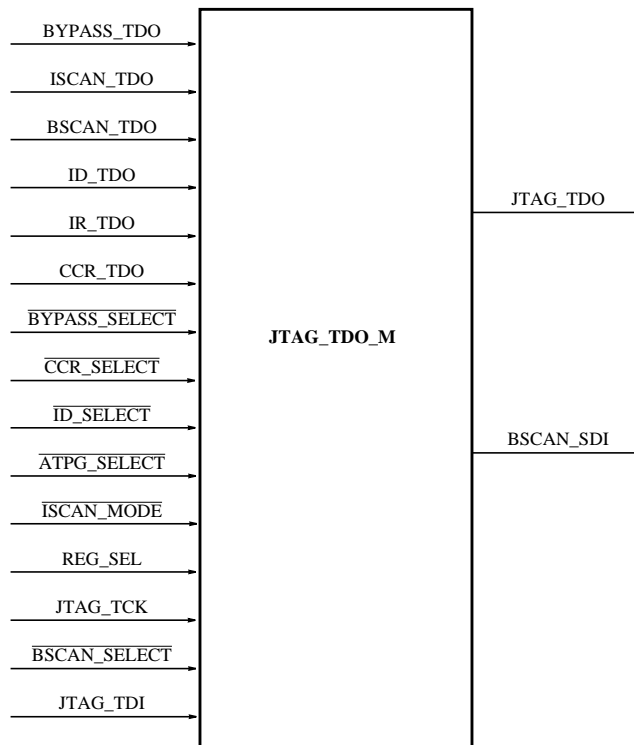 BYPASS_TDO
ISCAN_TDO
BSCAN_TDO
ID_TDO
JTAG_TDO
IR_TDO
CCR_TDO
BYPASS_SELECT
JTAG_TDO_M
CCR_SELECT
ID_SELECT
BSCAN_SDI
ATPG_SELECT
ISCAN_MODE
REG_SEL
JTAG_TCK
BSCAN_SELECT
JTAG_TDI